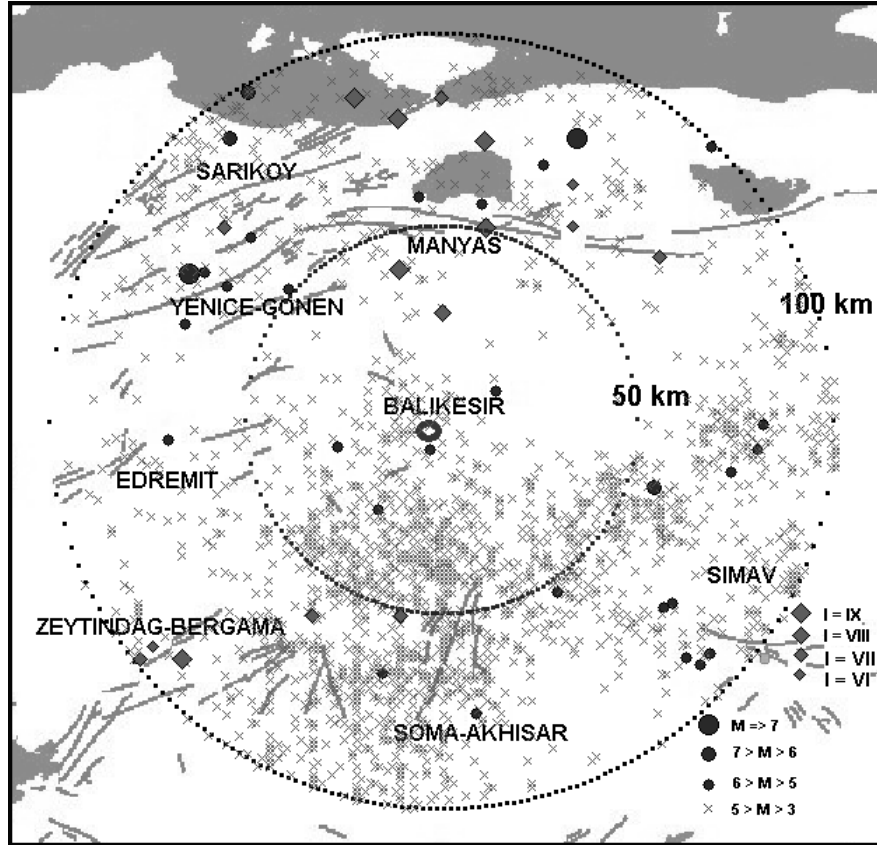 SARIKOY
MANYAS
YENICE-GONEN
100 km
50 km
BALIKESIR
EDREMIT
SIMAV
ZEYTINDAG-BERGAMA
I = IX
I = VIII
I = VII
I = VI
SOMA-AKHISAR
M => 7
7 > M > 6
6 > M > 5
5 > M > 3